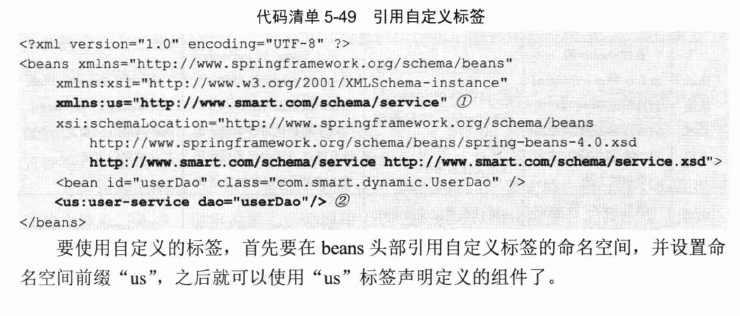 代码清单 5-49 引用自定义标签
<?xml version="1.0" encoding="UTF-8" ?>
<beans xmlns="http://www.springframework.org/schema/beans"
xmlns:xsi="http://www.w3.org/2001/XMLSchema-instance"
xmlns:us="http://www.smart.com/schema/service" ①
xsi:schemaLocation="http://www.springframework.org/schema/beans
http://www.springframework.org/schema/beans/spring-beans-4.0.xsd
http://www.smart.com/schema/service http://www.smart.com/schema/service.xsd">
<bean id="userDao" class="com.smart.dynamic.UserDao" />
<us:user-service dao="userDao"/> ②
</beans>
要使用自定义的标签，首先要在 beans 头部引用自定义标签的命名空间，并设置命
名空间前缀“us”，之后就可以使用“us”标签声明定义的组件了。